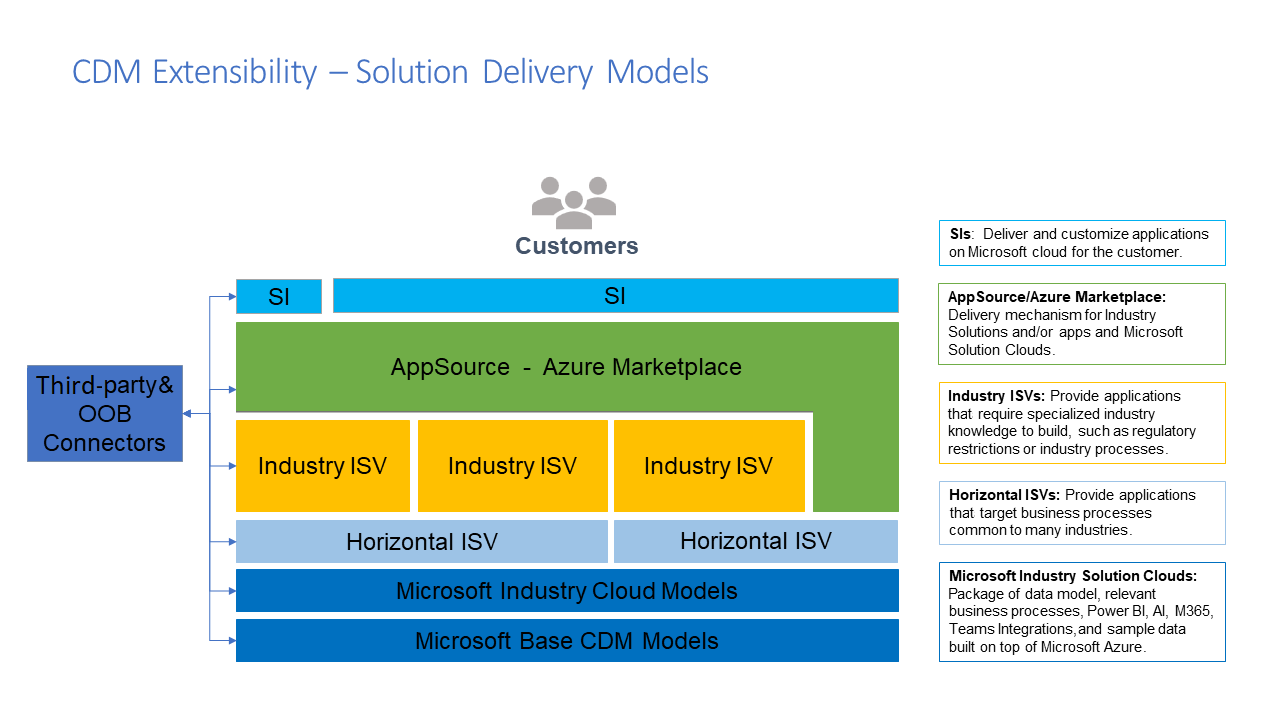 CDM Extensibility – Solution Delivery Models
Customers
SI
SI
AppSource - Azure Marketplace
Third-party&
OOB
Connectors
Industry ISV
Industry ISV
Industry ISV
Horizontal ISV
Horizontal ISV
Microsoft Industry Cloud Models
Microsoft Base CDM Models
SIs: Deliver and customize applications
on Microsoft cloud for the customer.
AppSource/Azure Marketplace:
Delivery mechanism for Industry
Solutions and/or apps and Microsoft
Solution Clouds.
Industry ISVs: Provide applications
that require specialized industry
knowledge to build, such as regulatory
restrictions or industry processes.
Horizontal ISVs: Provide applications
that target business processes
common to many industries.
Microsoft Industry Solution Clouds:
Package of data model, relevant
business processes, Power BI, AI, M365,
Teams Integrations, and sample data
built on top of Microsoft Azure.